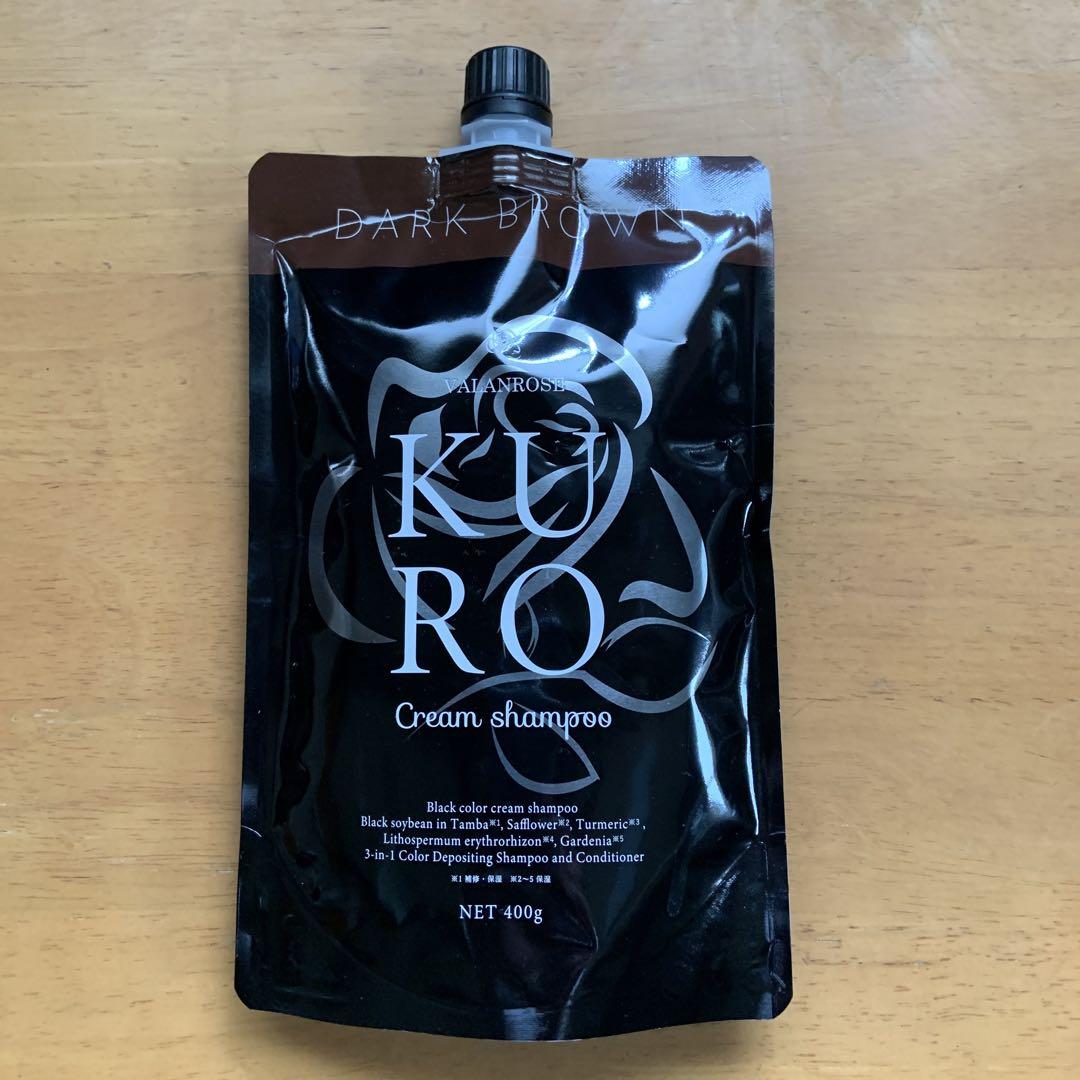 DARK BROWN
VALANROSE
KU
RO
Cream shampoo
Black color cream shampoo
Black soybean in Tamba※1, Safflower※2, Turmeric※3,
Lithospermum erythrorhizon※4, Gardenia※5
3-in-1 Color Depositing Shampoo and Conditioner
※1 補修・保湿 ※2〜5 保湿
NET 400g